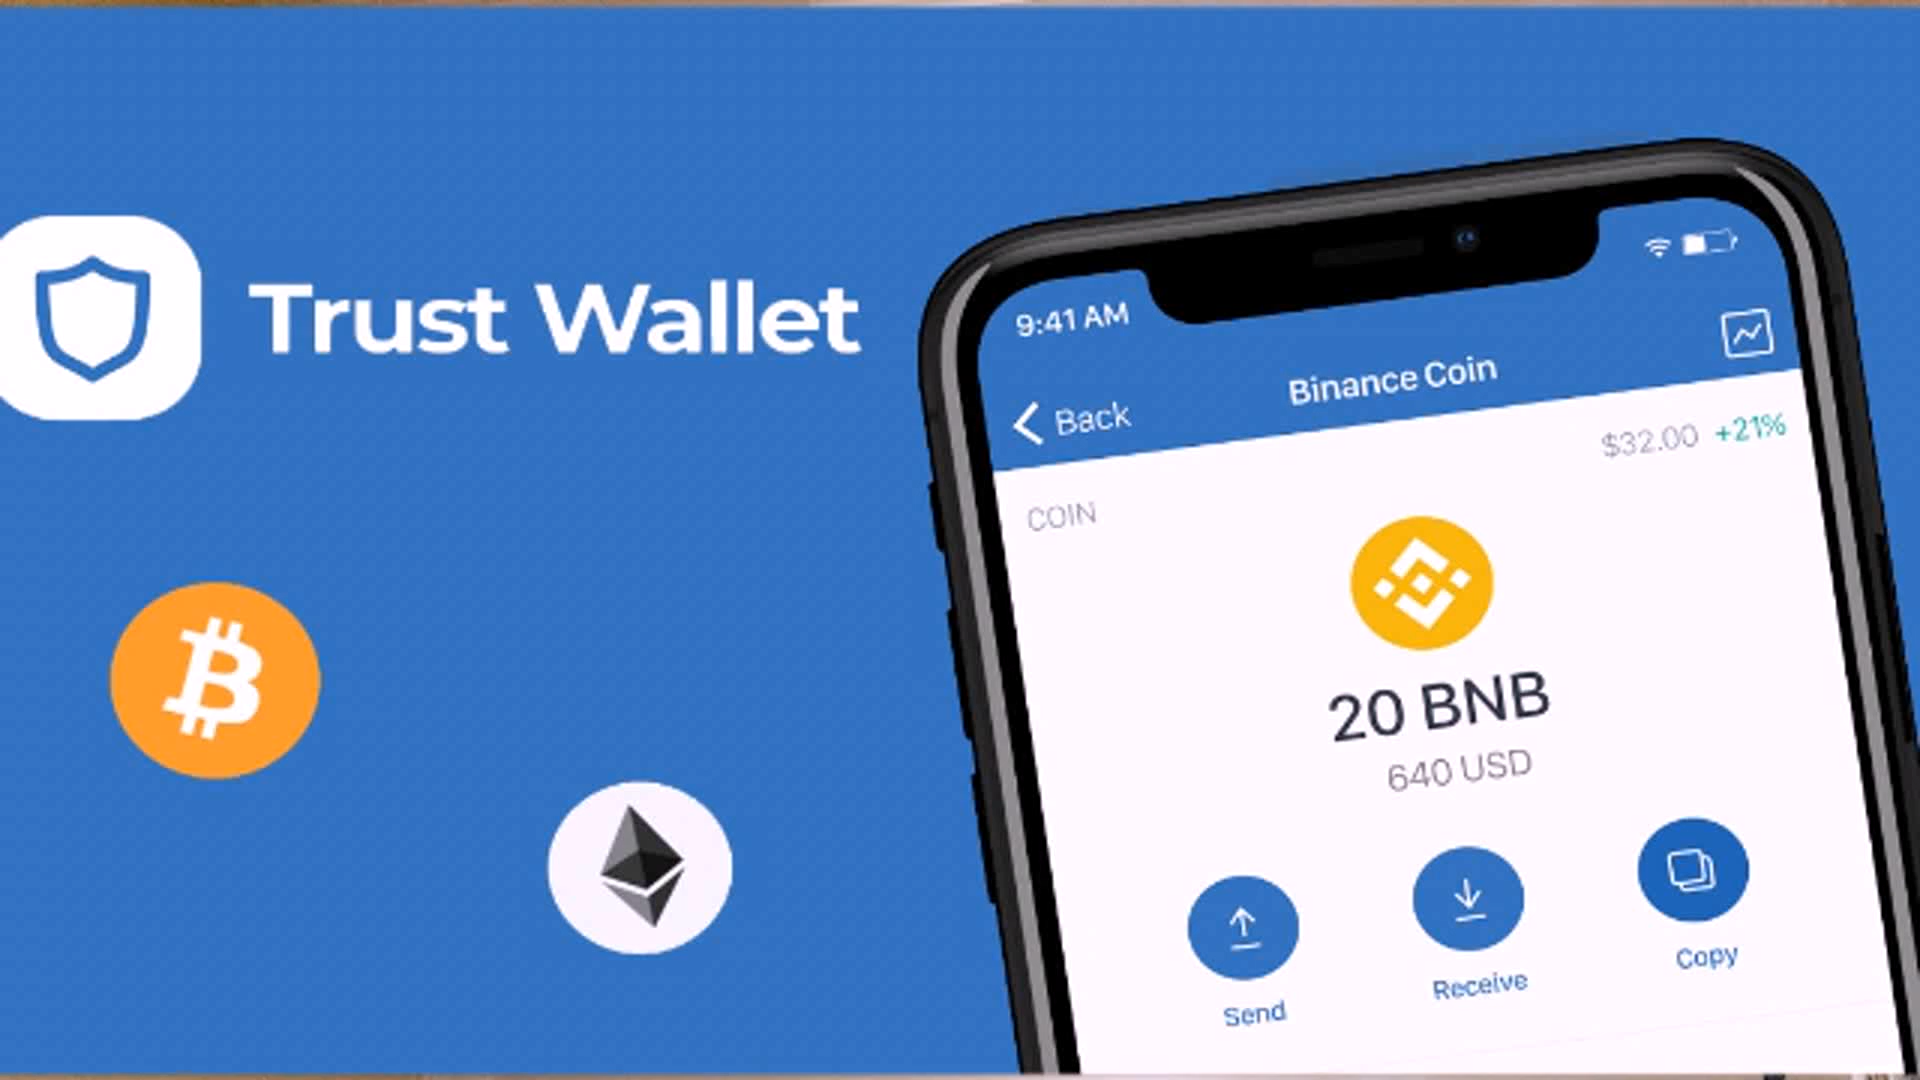 Trust Wallet
9:41 AM
Back
Binance Coin
$32.00 +21%
COIN
20 BNB
640 USD
Send
Receive
Copy